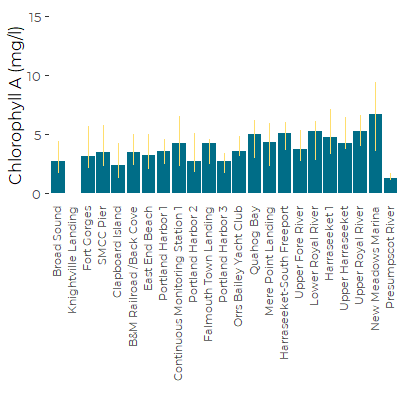 Chlorophyll A (mg/l)
15
10
5
0
Broad Sound
Knightville Landing
Fort Gorges
SMCC Pier
Clapboard Island
B&M Railroad /Back Cove
East End Beach
Portland Harbor 1
Continuous Monitoring Station 1
Portland Harbor 2
Falmouth Town Landing
Portland Harbor 3
Orrs Bailey Yacht Club
Quahog Bay
Mere Point Landing
Harraseeket-South Freeport
Upper Fore River
Lower Royal River
Harraseeket 1
Upper Harraseeket
Upper Royal River
New Meadows Marina
Presumpscot River